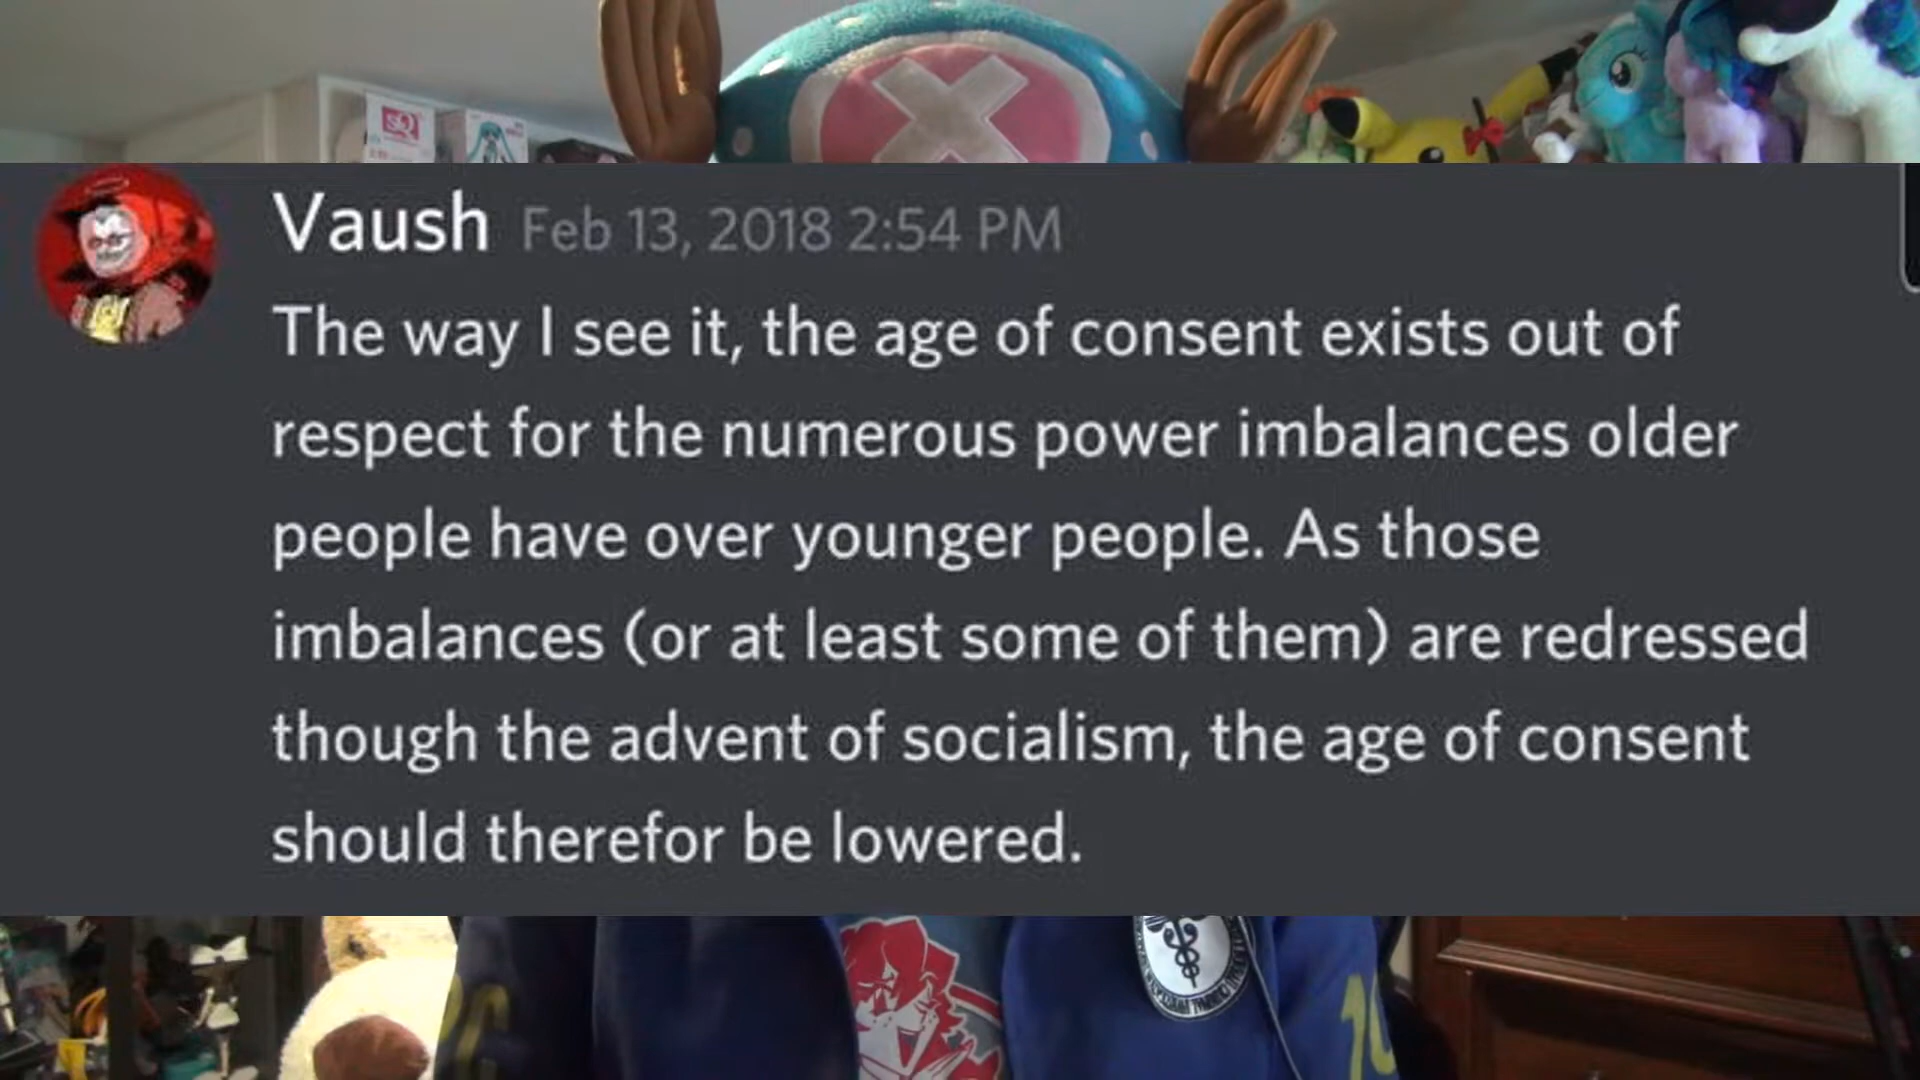 SQ
Vaush Feb 13, 2018 2:54 PM
The way I see it, the age of consent exists out of
respect for the numerous power imbalances older
people have over younger people. As those
imbalances (or at least some of them) are redressed
though the advent of socialism, the age of consent
should therefor be lowered.
10